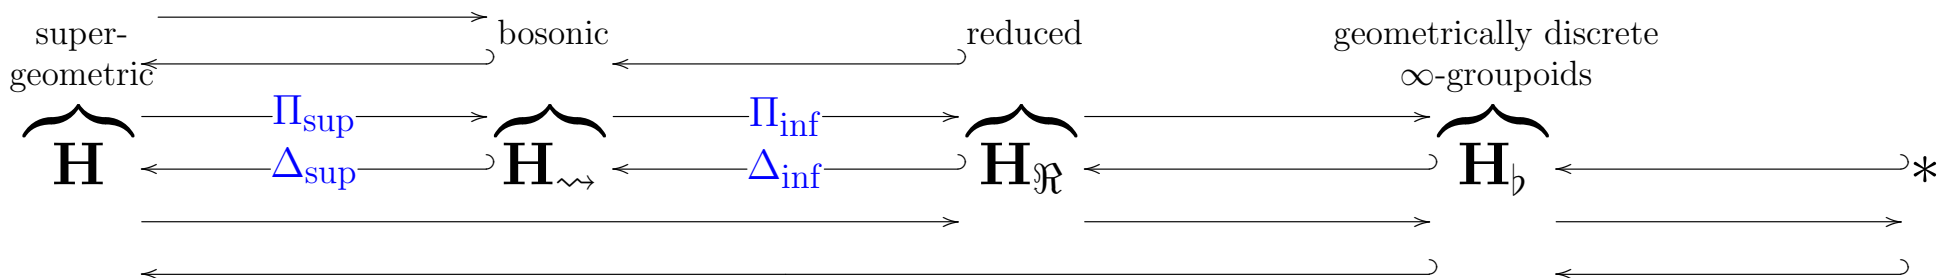 super-
geometric
bosonic
reduced
geometrically discrete
∞-groupoids
Π_sup
Π_inf
H
Δ_sup
H_⇝
Δ_inf
H_ℜ
H_♭
*